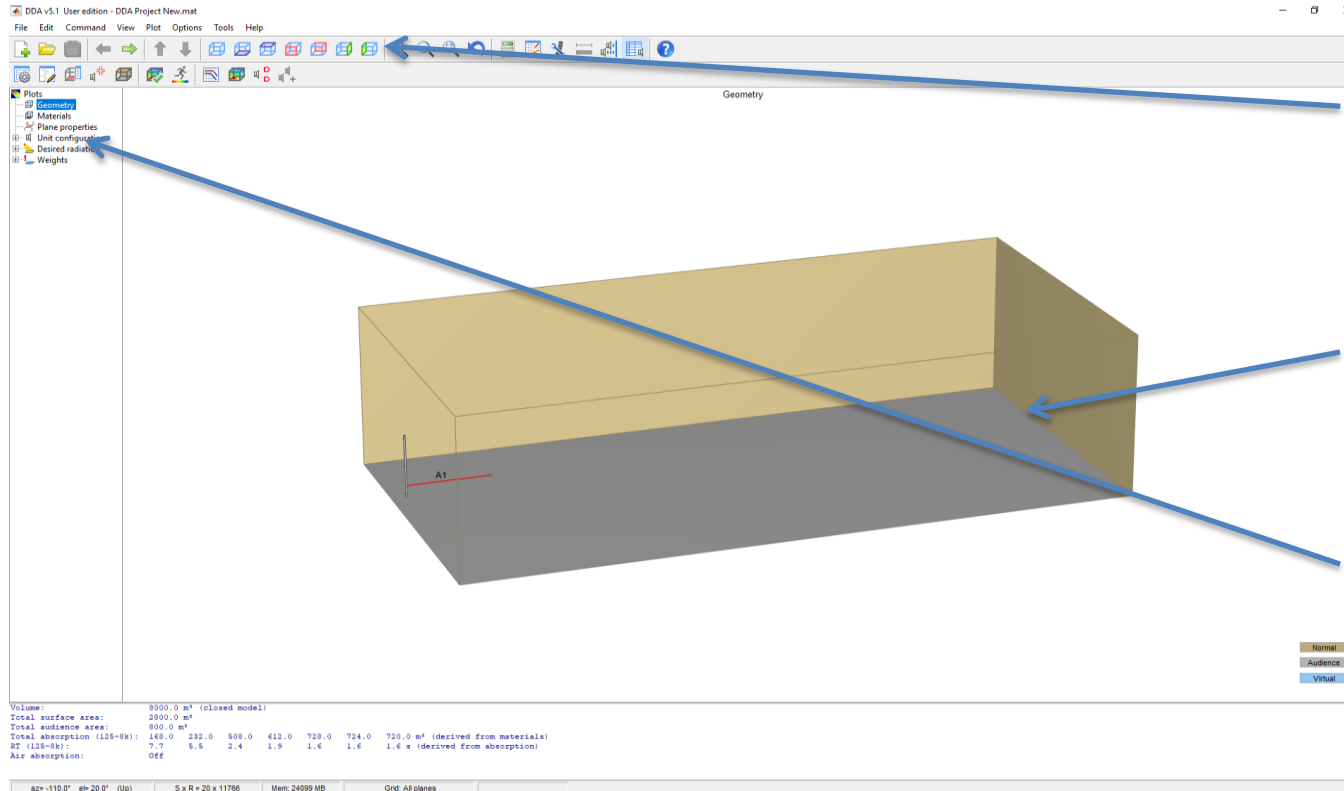 DDA v5.1 User edition - DDA Project New.mat
File Edit Command View Plot Options Tools Help
Plots
Geometry
Materials
Plane properties
Unit configuration
Desired radiation
Weights
Geometry
A1
Normal
Audience
Virtual
Volume: 8000.0 m³ (closed model)
Total surface area: 2800.0 m²
Total audience area: 800.0 m²
Total absorption (125-8k): 168.0 232.0 508.0 612.0 728.0 724.0 720.0 m² (derived from materials)
RT (125-8k): 7.7 5.5 2.4 1.9 1.6 1.6 1.6 s (derived from absorption)
Air absorption: Off
az= -110.0° el= 20.0° (Up) S x R = 20 x 11766 Mem: 24099 MB Grid: All planes